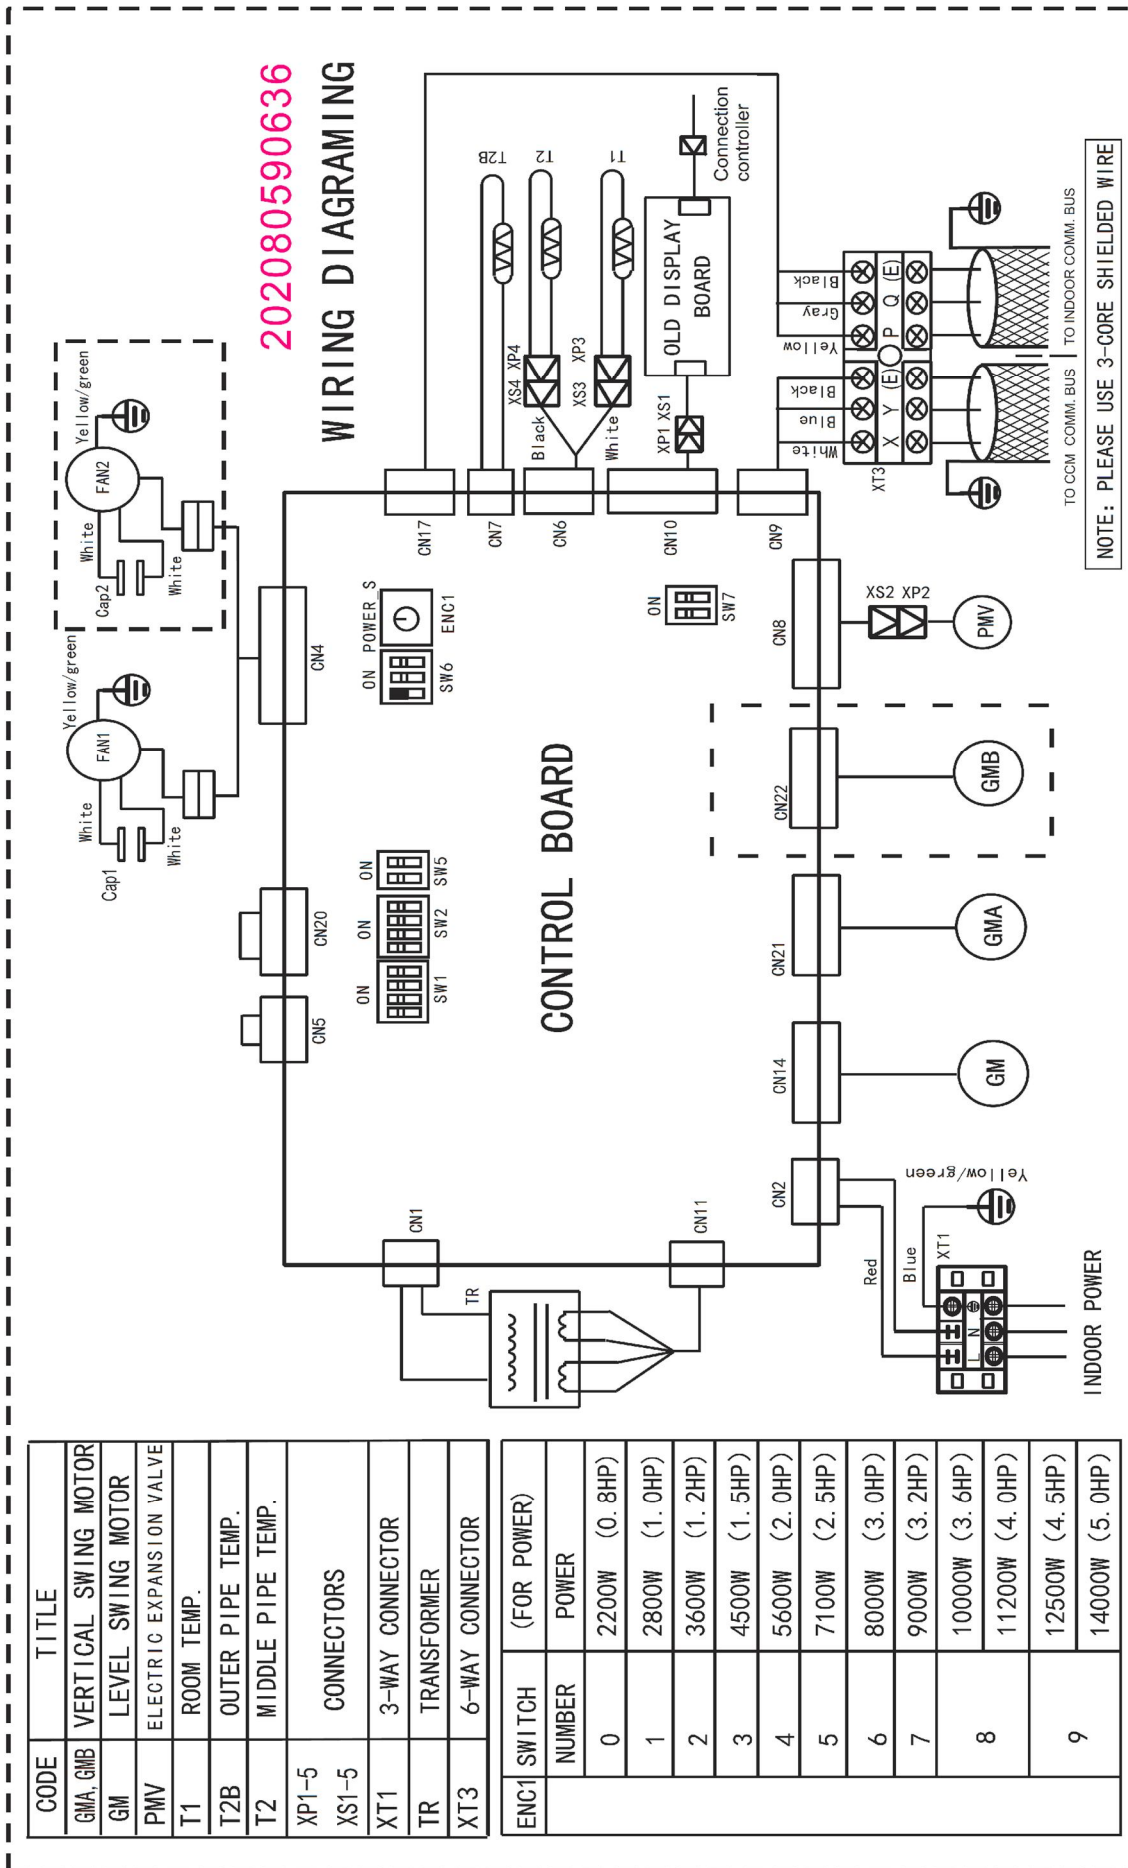 202080590636
WIRING DIAGRAMING
Yellow/green
FAN2
White
Cap2
White
Yellow/green
FAN1
White
Cap1
White
CN4
CN20
CN5
ON
SW1
ON
SW2
ON
SW5
ON
SW6
POWER_S
ENC1
ON
SW7
CONTROL BOARD
CN17
CN7
CN6
CN10
CN9
T2B
T2
T1
XS4 XP4
XS3 XP3
Black
White
XP1 XS1
OLD DISPLAY
BOARD
Connection
controller
White
Blue
Black
Yellow
Gray
Black
X Y (E) P Q (E)
XT3
TO CCM COMM. BUS
TO INDOOR COMM. BUS
NOTE: PLEASE USE 3-CORE SHIELDED WIRE
CN8
XS2 XP2
PMV
CN22
GMB
CN21
GMA
CN14
GM
CN2
Red
Blue
Yellow/green
XT1
L N
INDOOR POWER
CN1
TR
CN11
CODE TITLE
GMA, GMB VERTICAL SWING MOTOR
GM LEVEL SWING MOTOR
PMV ELECTRIC EXPANSION VALVE
T1 ROOM TEMP.
T2B OUTER PIPE TEMP.
T2 MIDDLE PIPE TEMP.
XP1-5
XS1-5
CONNECTORS
XT1 3-WAY CONNECTOR
TR TRANSFORMER
XT3 6-WAY CONNECTOR
ENC1 SWITCH (FOR POWER)
NUMBER POWER
0 2200W (0.8HP)
1 2800W (1.0HP)
2 3600W (1.2HP)
3 4500W (1.5HP)
4 5600W (2.0HP)
5 7100W (2.5HP)
6 8000W (3.0HP)
7 9000W (3.2HP)
8 10000W (3.6HP)
11200W (4.0HP)
9 12500W (4.5HP)
14000W (5.0HP)